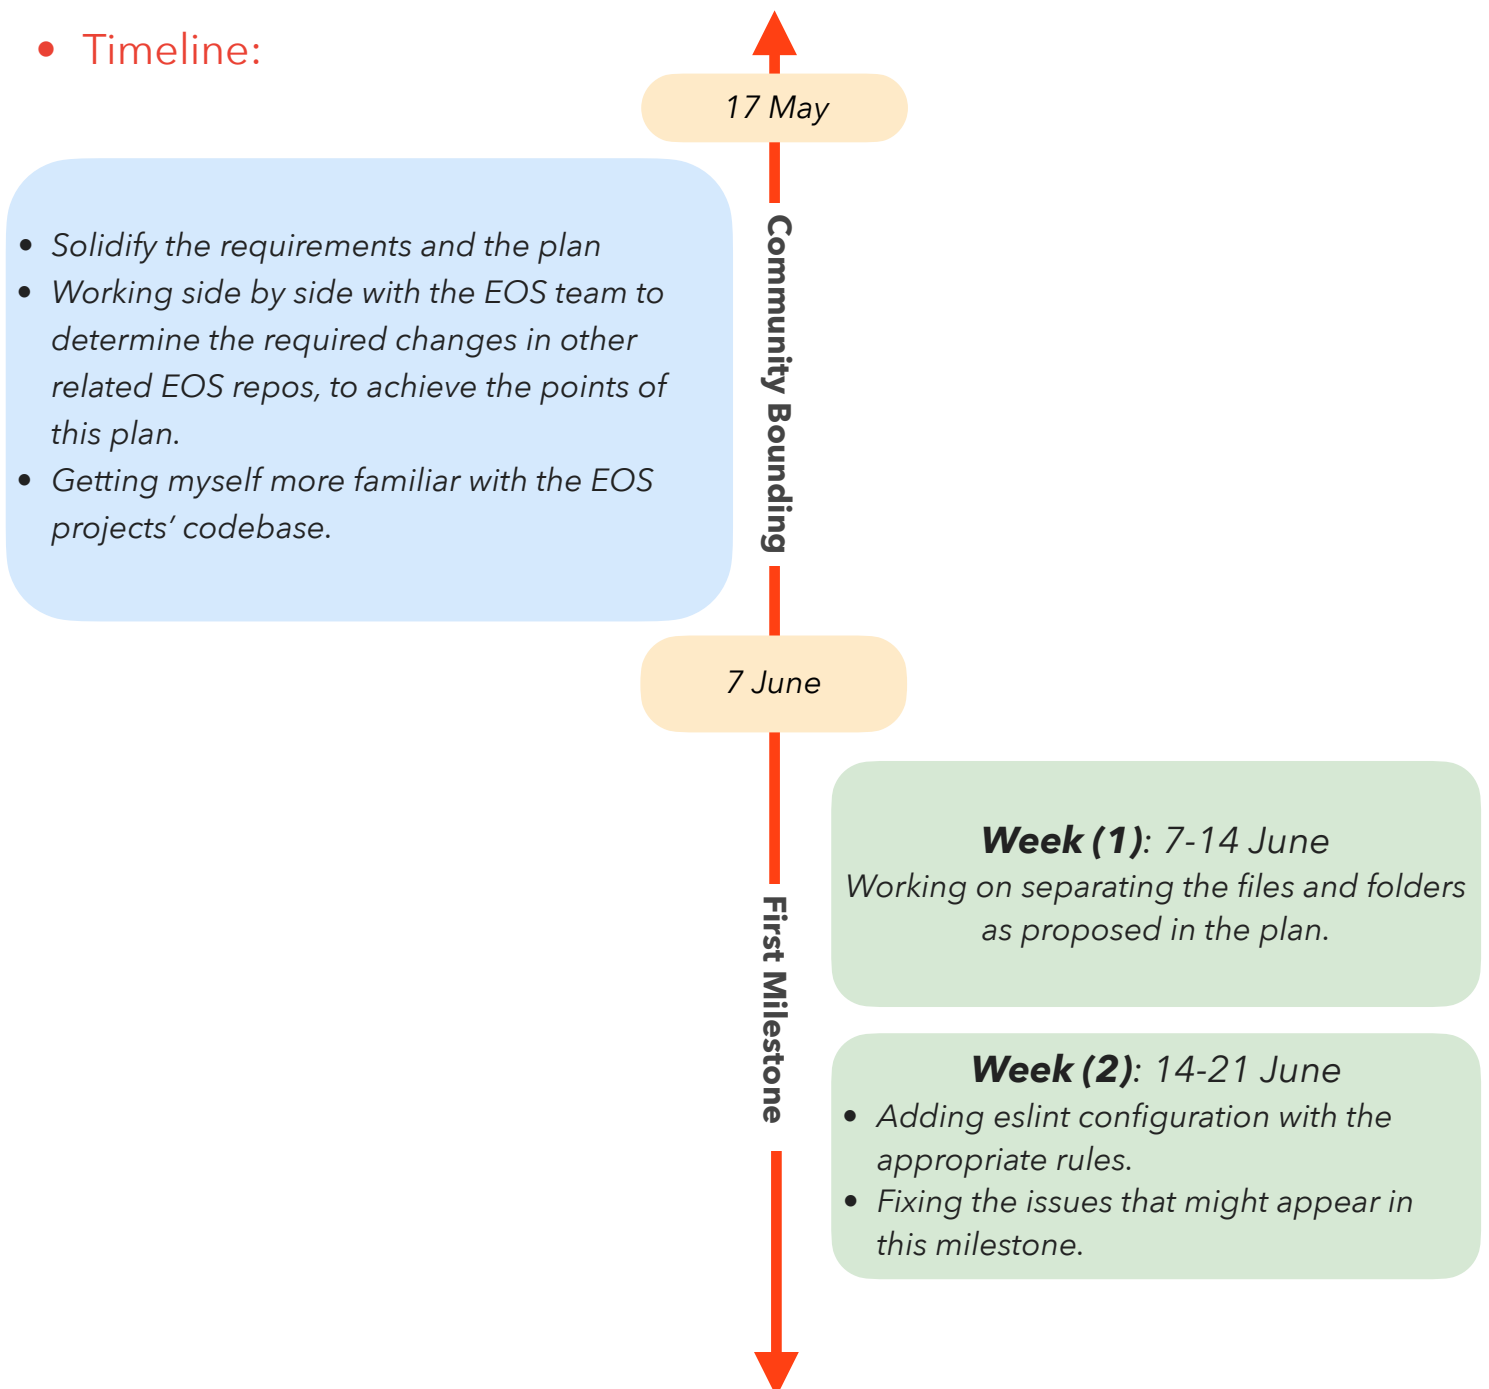 • Timeline:
17 May
• Solidify the requirements and the plan
• Working side by side with the EOS team to
determine the required changes in other
related EOS repos, to achieve the points of
this plan.
• Getting myself more familiar with the EOS
projects’ codebase.
Community Bounding
7 June
First Milestone
Week (1): 7-14 June
Working on separating the files and folders
as proposed in the plan.
Week (2): 14-21 June
• Adding eslint configuration with the
appropriate rules.
• Fixing the issues that might appear in
this milestone.